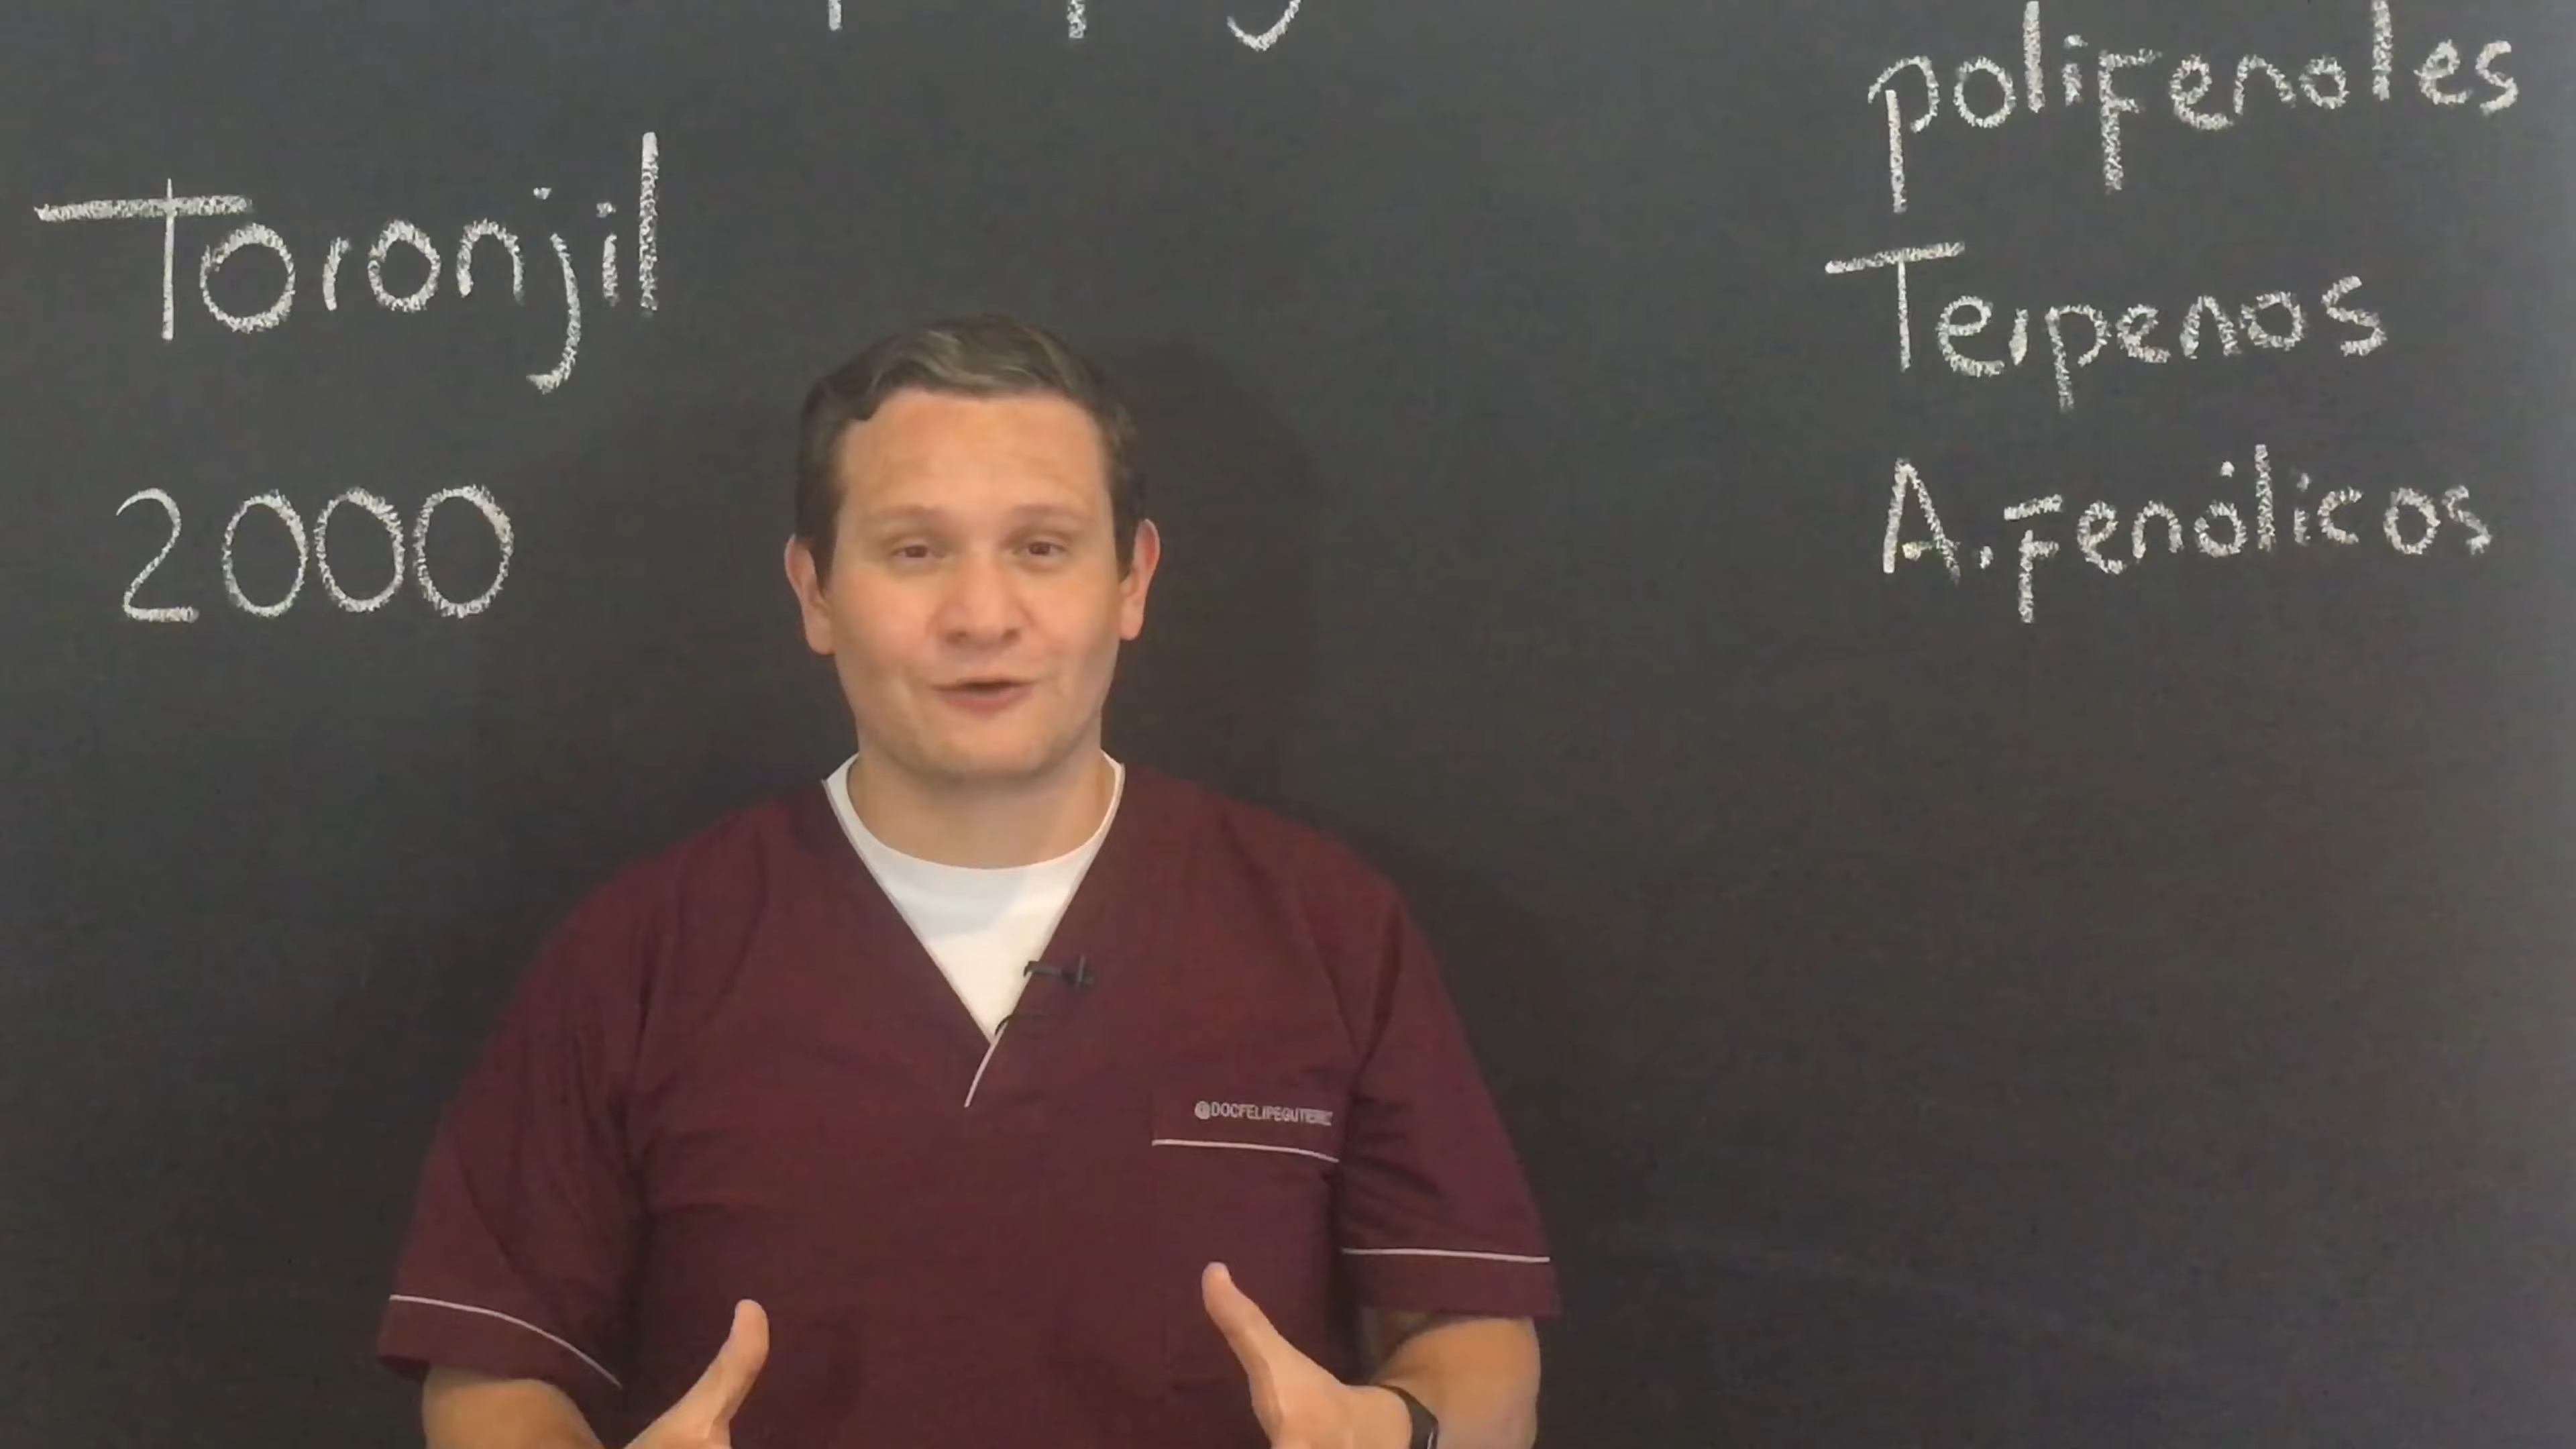 Toronjil
2000
polifenoles
Terpenos
A. Fenólicos
@DOCFELIPEGUTIERREZ